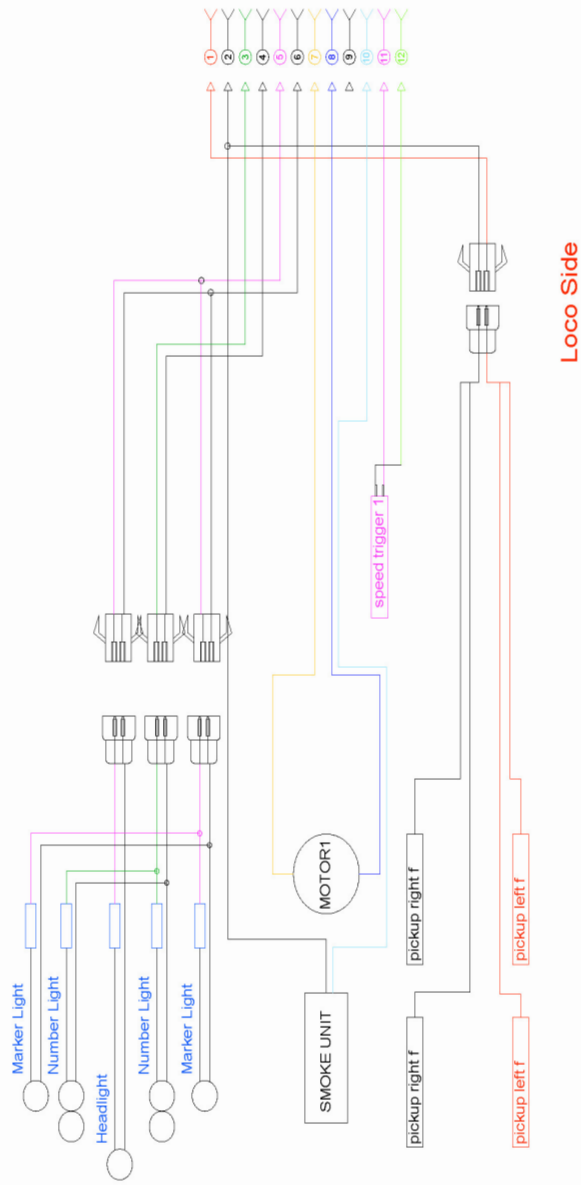 1
2
3
4
5
6
7
8
9
10
11
12
Loco Side
speed trigger 1
Marker Light
Number Light
Headlight
Number Light
Marker Light
MOTOR1
SMOKE UNIT
pickup right f
pickup left f
pickup right f
pickup left f